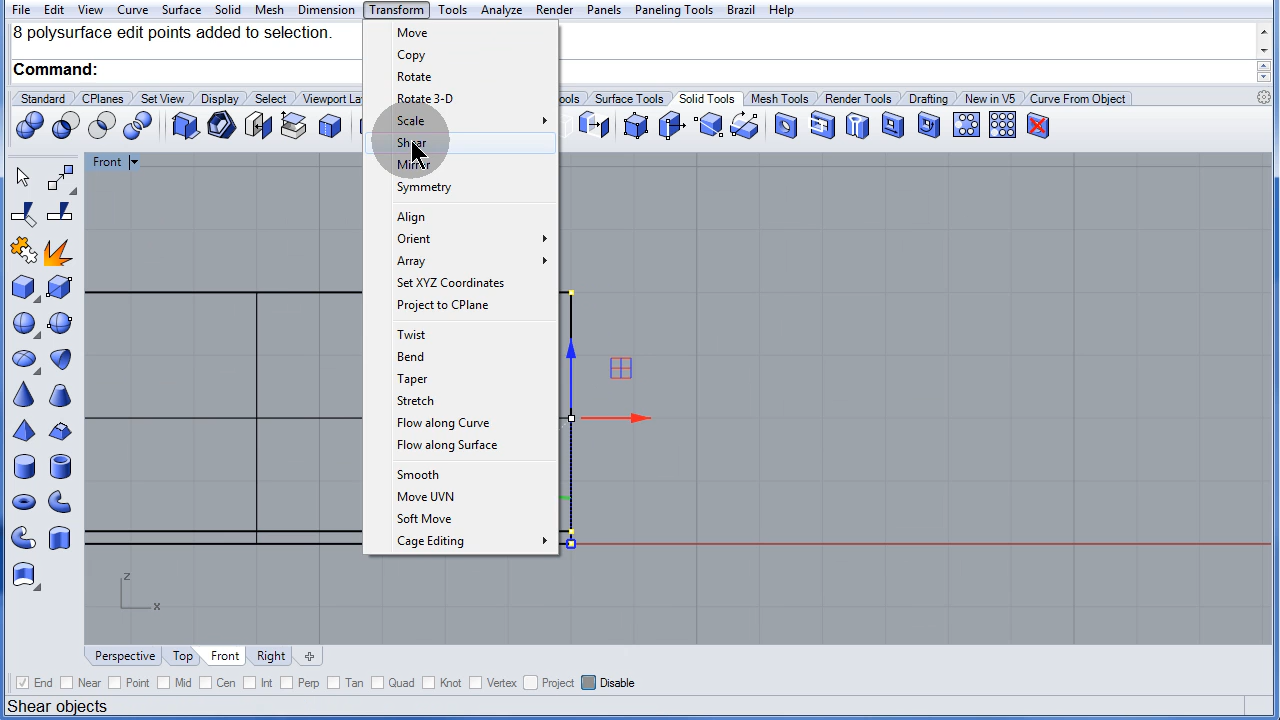 File Edit View Curve Surface Solid Mesh Dimension Transform Tools Analyze Render Panels Paneling Tools Brazil Help
8 polysurface edit points added to selection.
Command:
Standard CPlanes Set View Display Select Viewport La ools Surface Tools Solid Tools Mesh Tools Render Tools Drafting New in V5 Curve From Object
Move
Copy
Rotate
Rotate 3-D
Scale
Shear
Mirror
Symmetry
Align
Orient
Array
Set XYZ Coordinates
Project to CPlane
Twist
Bend
Taper
Stretch
Flow along Curve
Flow along Surface
Smooth
Move UVN
Soft Move
Cage Editing
Front
z
x
Perspective Top Front Right
End Near Point Mid Cen Int Perp Tan Quad Knot Vertex Project Disable
Shear objects